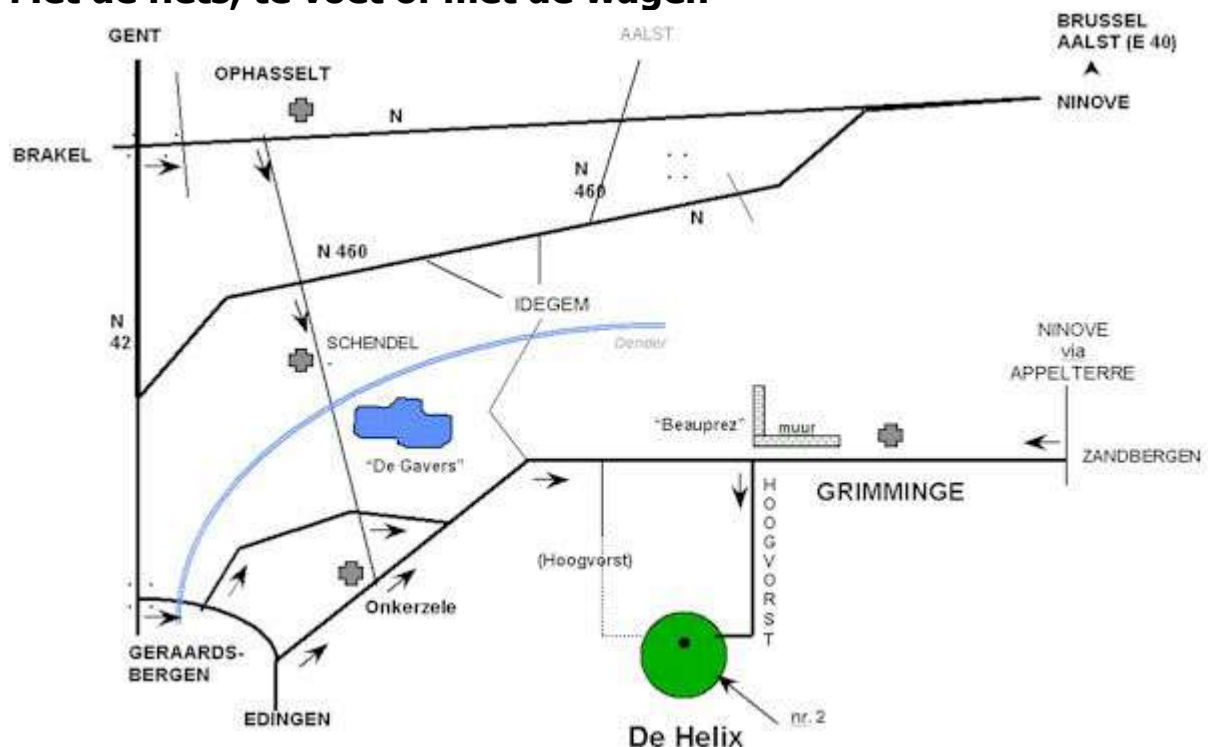 Met de fiets, te voet of met de wagen
GENT
AALST
BRUSSEL
AALST (E 40)
OPHASSELT
NINOVE
N
BRAKEL
N
460
N
N 460
IDEGEM
N
42
SCHENDEL
Dender
NINOVE
via
APPELTERRE
"Beauprez"
muur
"De Gavers"
ZANDBERGEN
GRIMMINGE
HOOGVORST
(Hoogvorst)
Onkerzele
GERAARDS-
BERGEN
EDINGEN
nr. 2
De Helix